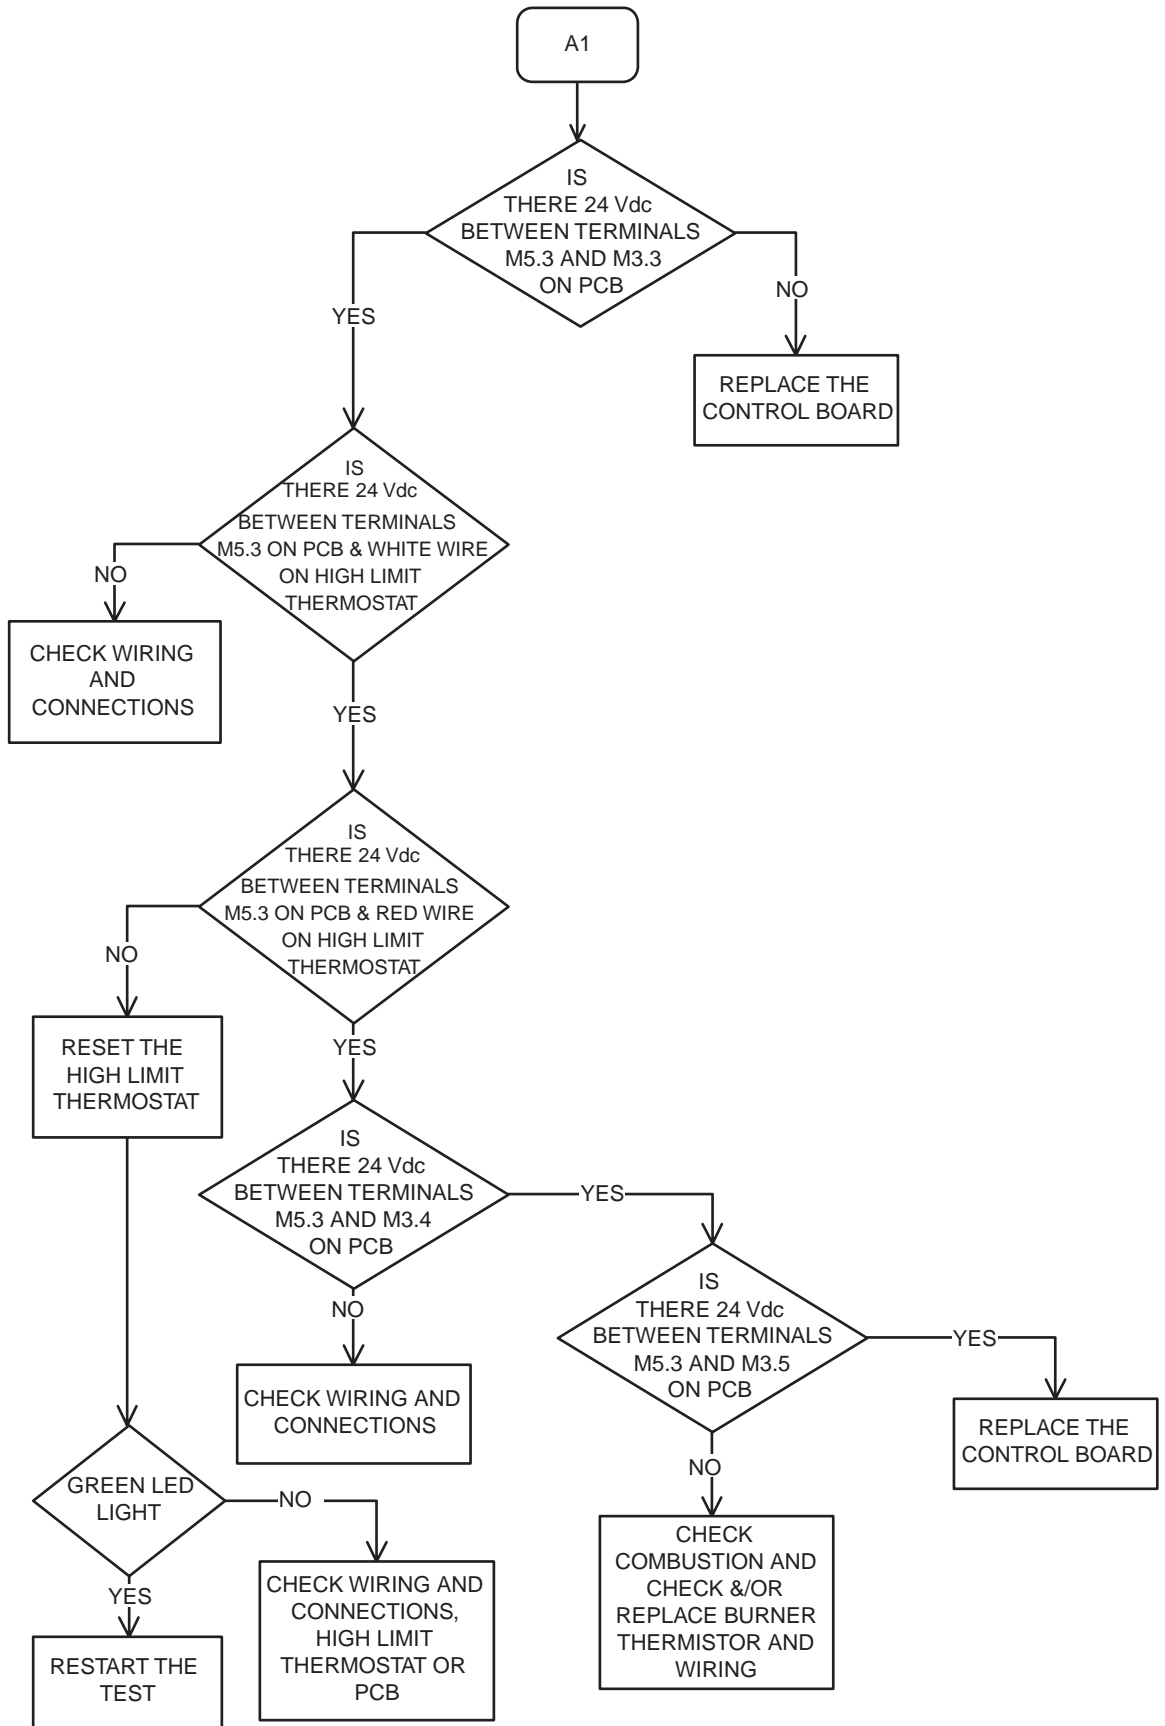 A1
IS
THERE 24 Vdc
BETWEEN TERMINALS
M5.3 AND M3.3
ON PCB
YES
NO
REPLACE THE
CONTROL BOARD
IS
THERE 24 Vdc
BETWEEN TERMINALS
M5.3 ON PCB & WHITE WIRE
ON HIGH LIMIT
THERMOSTAT
NO
CHECK WIRING
AND
CONNECTIONS
YES
IS
THERE 24 Vdc
BETWEEN TERMINALS
M5.3 ON PCB & RED WIRE
ON HIGH LIMIT
THERMOSTAT
NO
RESET THE
HIGH LIMIT
THERMOSTAT
YES
IS
THERE 24 Vdc
BETWEEN TERMINALS
M5.3 AND M3.4
ON PCB
YES
NO
CHECK WIRING AND
CONNECTIONS
IS
THERE 24 Vdc
BETWEEN TERMINALS
M5.3 AND M3.5
ON PCB
YES
REPLACE THE
CONTROL BOARD
NO
CHECK
COMBUSTION AND
CHECK &/OR
REPLACE BURNER
THERMISTOR AND
WIRING
GREEN LED
LIGHT
NO
CHECK WIRING AND
CONNECTIONS,
HIGH LIMIT
THERMOSTAT OR
PCB
YES
RESTART THE
TEST